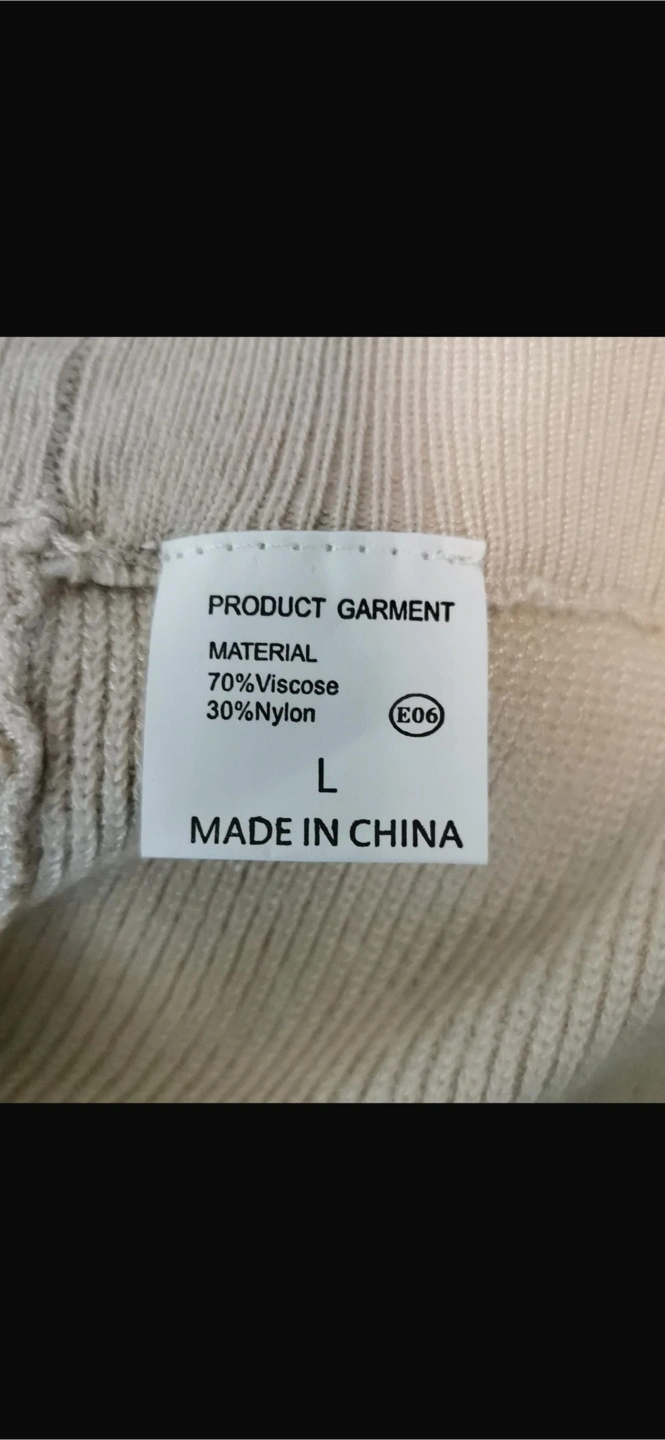 PRODUCT GARMENT
MATERIAL
70%Viscose
30%Nylon
E06
L
MADE IN CHINA